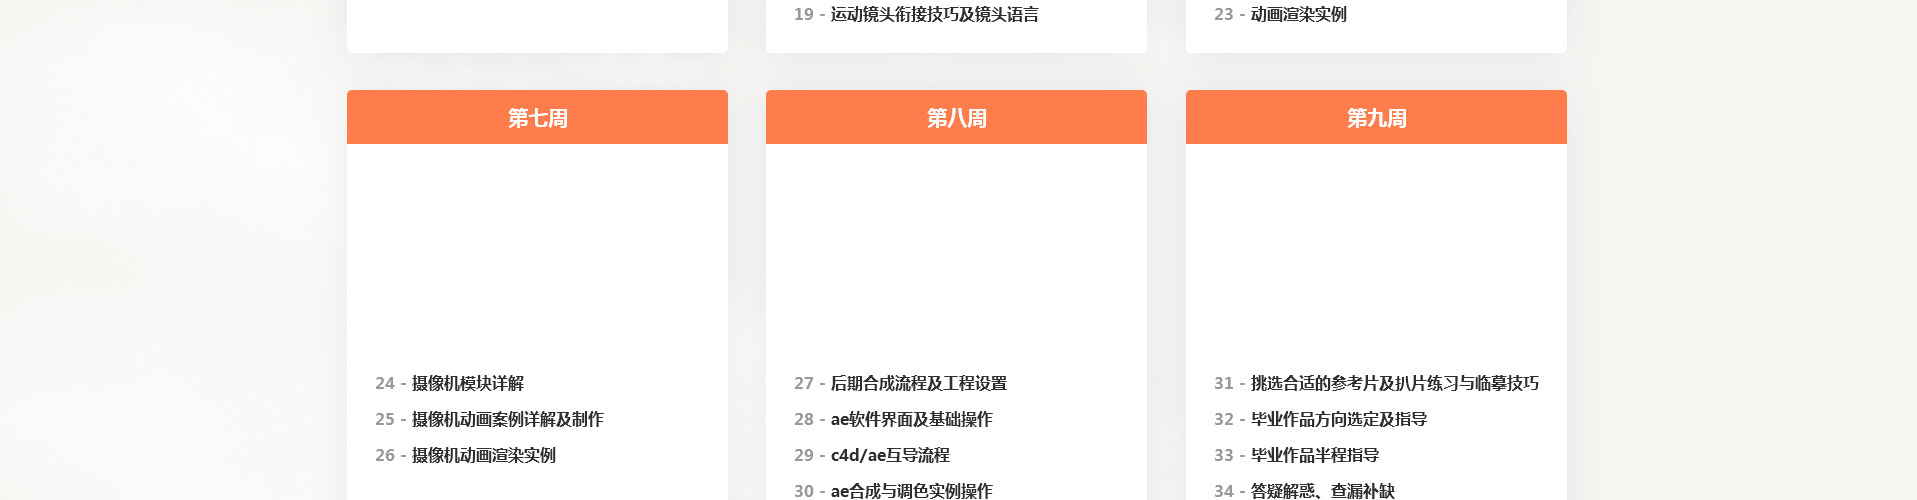 19 - 运动镜头衔接技巧及镜头语言
23 - 动画渲染实例
第七周
24 - 摄像机模块详解
25 - 摄像机动画案例详解及制作
26 - 摄像机动画渲染实例
第八周
27 - 后期合成流程及工程设置
28 - ae软件界面及基础操作
29 - c4d/ae互导流程
30 - ae合成与调色实例操作
第九周
31 - 挑选合适的参考片及扒片练习与临摹技巧
32 - 毕业作品方向选定及指导
33 - 毕业作品半程指导
34 - 答疑解惑、查漏补缺